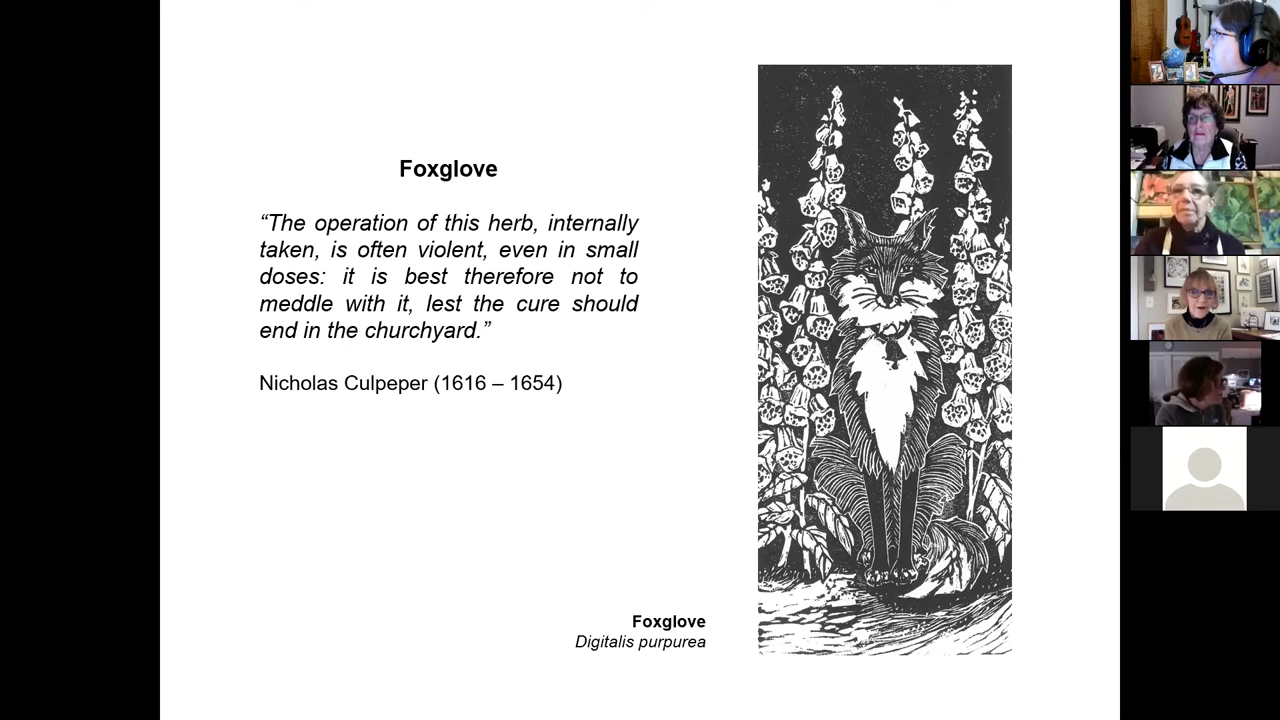 Foxglove
“The operation of this herb, internally
taken, is often violent, even in small
doses: it is best therefore not to
meddle with it, lest the cure should
end in the churchyard.”
Nicholas Culpeper (1616 – 1654)
Foxglove
Digitalis purpurea